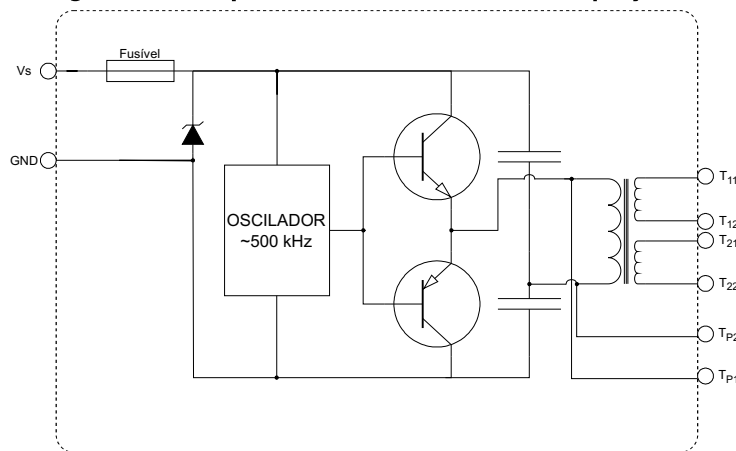 Fusível
Vs
GND
OSCILADOR
~500 kHz
T11
T12
T21
T22
TP2
TP1